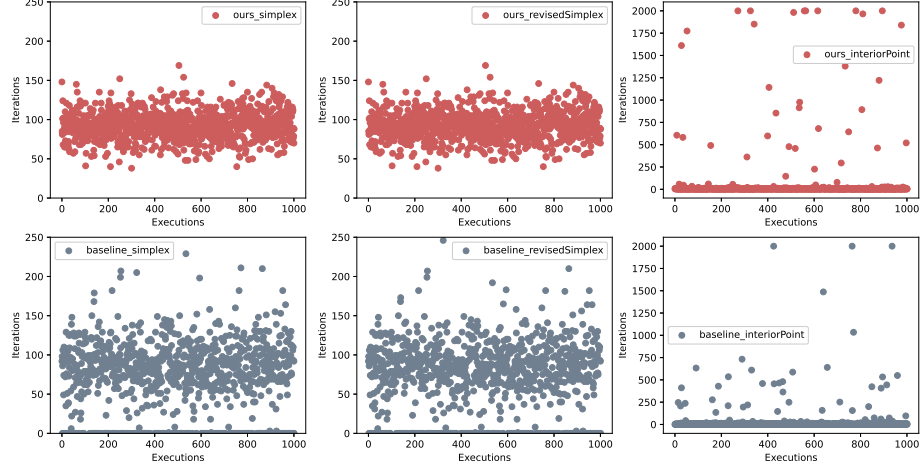 250
200
150
100
50
0
Iterations
ours_simplex
0 200 400 600 800 1000
Executions
250
200
150
100
50
0
Iterations
ours_revisedSimplex
0 200 400 600 800 1000
Executions
2000
1750
1500
1250
1000
750
500
250
0
Iterations
ours_interiorPoint
0 200 400 600 800 1000
Executions
250
200
150
100
50
0
Iterations
baseline_simplex
0 200 400 600 800 1000
Executions
250
200
150
100
50
0
Iterations
baseline_revisedSimplex
0 200 400 600 800 1000
Executions
2000
1750
1500
1250
1000
750
500
250
0
Iterations
baseline_interiorPoint
0 200 400 600 800 1000
Executions